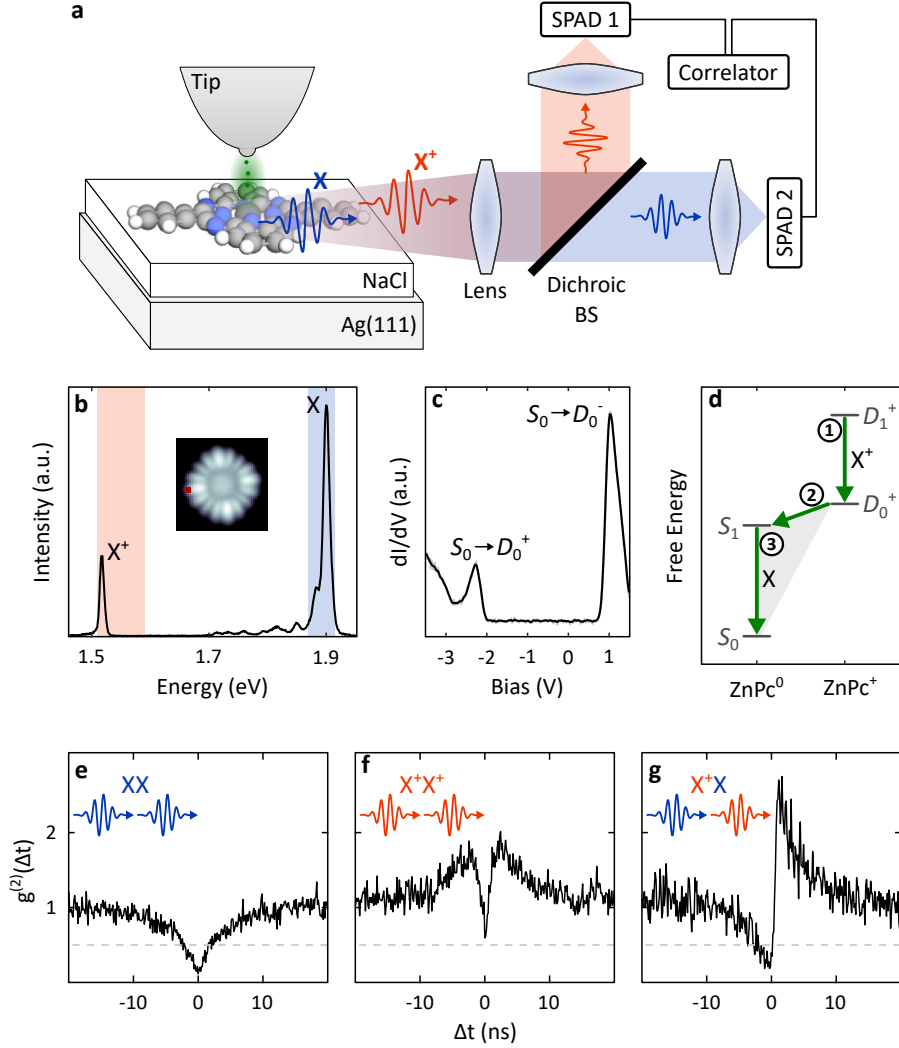 a
SPAD 1
Correlator
Tip
X
X⁺
SPAD 2
NaCl
Ag(111)
Lens
Dichroic
BS
b
X⁺
X
Intensity (a.u.)
1.5
1.7
1.9
Energy (eV)
c
S₀→D₀⁻
S₀→D₀⁺
dI/dV (a.u.)
-3
-2
-1
0
1
Bias (V)
d
D₁⁺
1
X⁺
2
D₀⁺
S₁
3
X
S₀
Free Energy
ZnPc⁰
ZnPc⁺
e
XX
f
X⁺X⁺
g
X⁺X
2
1
g⁽²⁾(Δt)
-10
0
10
-10
0
10
-10
0
10
Δt (ns)